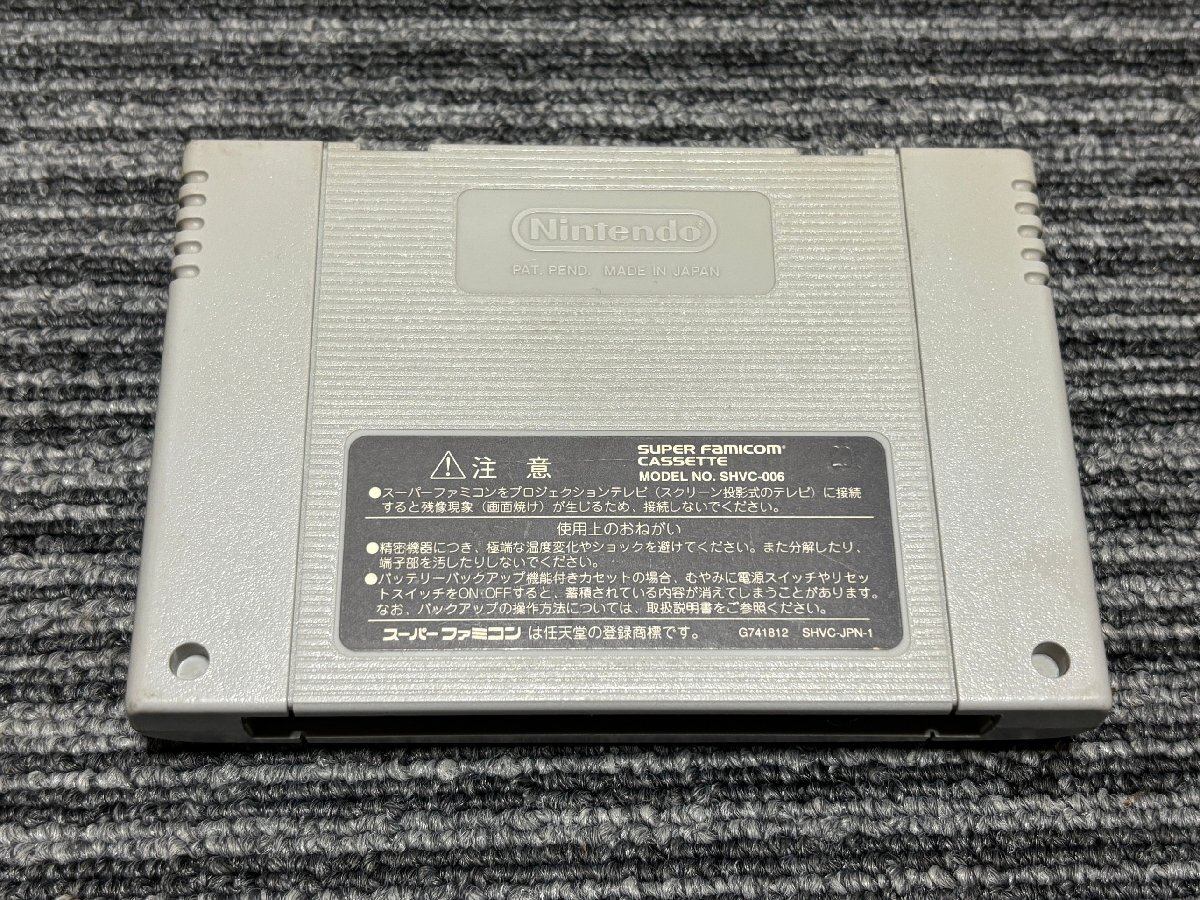 Nintendo®
PAT. PEND. MADE IN JAPAN
注意
SUPER FAMICOM®
CASSETTE
MODEL NO. SHVC-006
●スーパーファミコンをプロジェクションテレビ(スクリーン投影式のテレビ)に接続
すると残像現象(画面焼け)が生じるため、接続しないでください。
使用上のおねがい
●精密機器につき、極端な温度変化やショックを避けてください。また分解したり、
端子部を汚したりしないでください。
●バッテリーバックアップ機能付きカセットの場合、むやみに電源スイッチやリセッ
トスイッチをON·OFFすると、蓄積されている内容が消えてしまうことがあります。
なお、バックアップの操作方法については、取扱説明書をご参照ください。
スーパーファミコンは任天堂の登録商標です。 G741812 SHVC-JPN-1